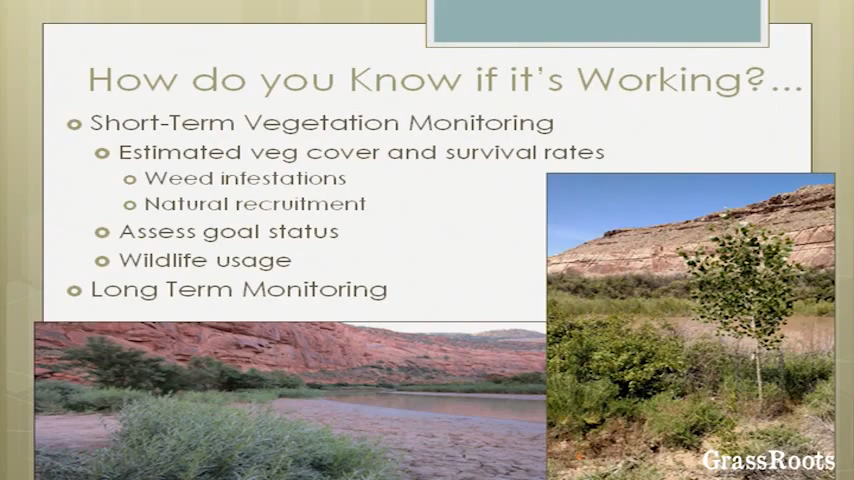 How do you Know if it's Working?...
Short-Term Vegetation Monitoring
Estimated veg cover and survival rates
Weed infestations
Natural recruitment
Assess goal status
Wildlife usage
Long Term Monitoring
GrassRoots